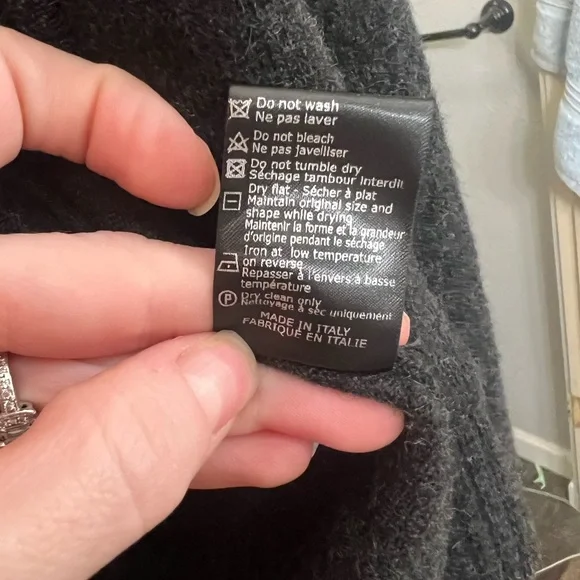 Do not wash
Ne pas laver
Do not bleach
Ne pas javelliser
Do not tumble dry
Séchage tambour interdit
Dry flat - Sécher à plat
Maintain original size and
shape while drying
Maintenir la forme et la grandeur
d'origine pendant le séchage
Iron at low temperature
on reverse
Repasser à l'envers à basse
température
P
Dry clean only
Nettoyage à sec uniquement
MADE IN ITALY
FABRIQUÉ EN ITALIE